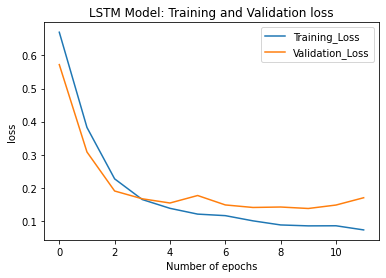 LSTM Model: Training and Validation loss
Training_Loss
Validation_Loss
loss
0.6
0.5
0.4
0.3
0.2
0.1
0 2 4 6 8 10
Number of epochs